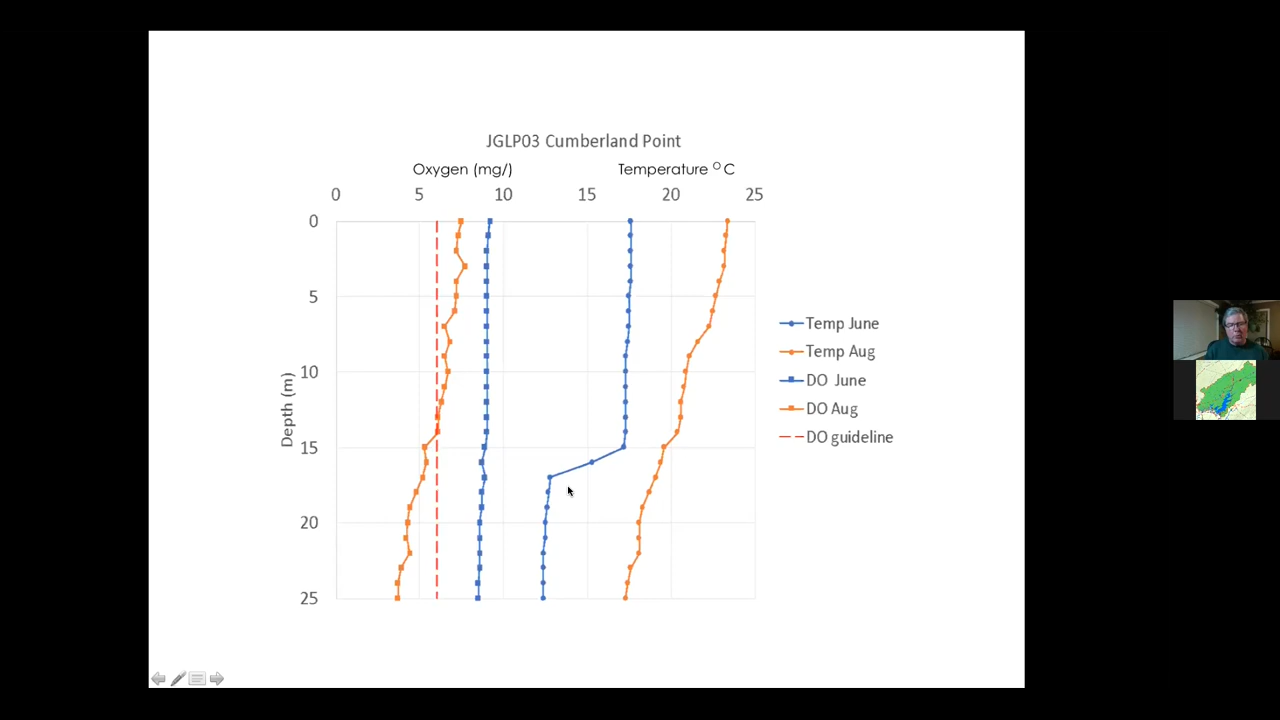 JGLP03 Cumberland Point
Oxygen (mg/) Temperature °C
0 5 10 15 20 25
0
5
10
15
20
25
Depth (m)
Temp June
Temp Aug
DO June
DO Aug
DO guideline